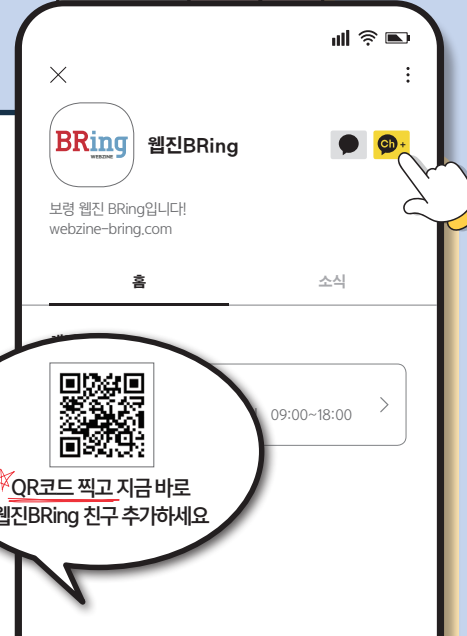 BRing
WEBZINE
웹진BRing
Ch+
보령 웹진 BRing입니다!
webzine-bring.com
홈
소식
09:00~18:00
QR코드 찍고 지금 바로
웹진BRing 친구 추가하세요